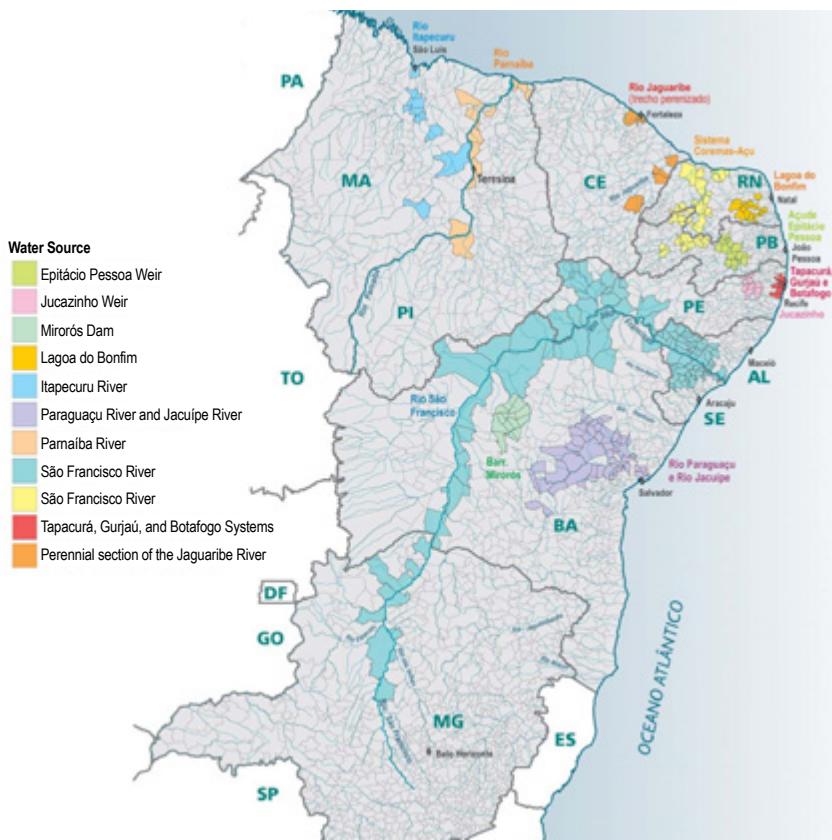 Rio
Itapecuru
São Luís
Rio
Parnaíba
PA
Rio Jaguaribe
(trecho perenizado)
Fortaleza
Sistema
Coremas-Açu
MA
Teresina
CE
Rio Jaguaribe
RN
Lagoa do
Bonfim
Natal
Açude
Epitácio
Pessoa
PB
João
Pessoa
Tapacurá,
Gurjaú e
Botafogo
Recife
Jucazinho
Water Source
Epitácio Pessoa Weir
Jucazinho Weir
Mirorós Dam
Lagoa do Bonfim
Itapecuru River
Paraguaçu River and Jacuípe River
Parnaíba River
São Francisco River
São Francisco River
Tapacurá, Gurjaú, and Botafogo Systems
Perennial section of the Jaguaribe River
PI
PE
TO
Maceió
AL
Aracaju
SE
Rio São
Francisco
Barr.
Mirorós
Rio Paraguaçu
e Rio Jacuípe
Salvador
BA
DF
GO
OCEANO ATLÂNTICO
MG
Rio São Francisco
Belo Horizonte
ES
SP